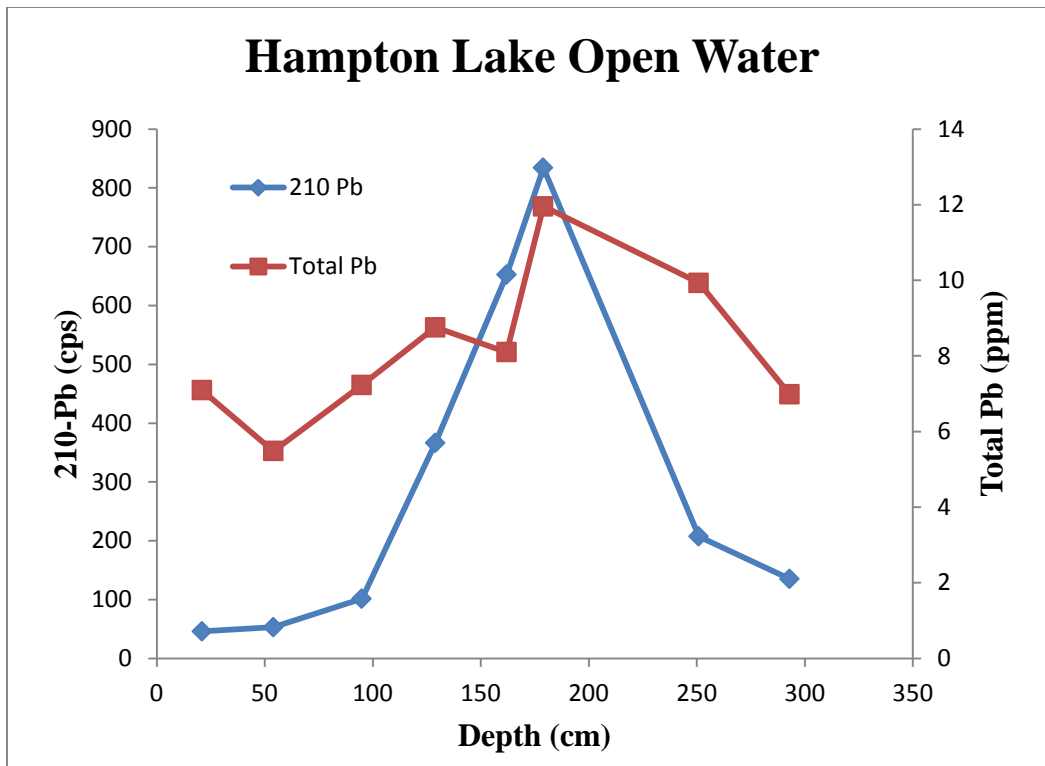 Hampton Lake Open Water
210 Pb
Total Pb
210-Pb (cps)
900
800
700
600
500
400
300
200
100
0
14
12
10
8
6
4
2
0
Total Pb (ppm)
0 50 100 150 200 250 300 350
Depth (cm)